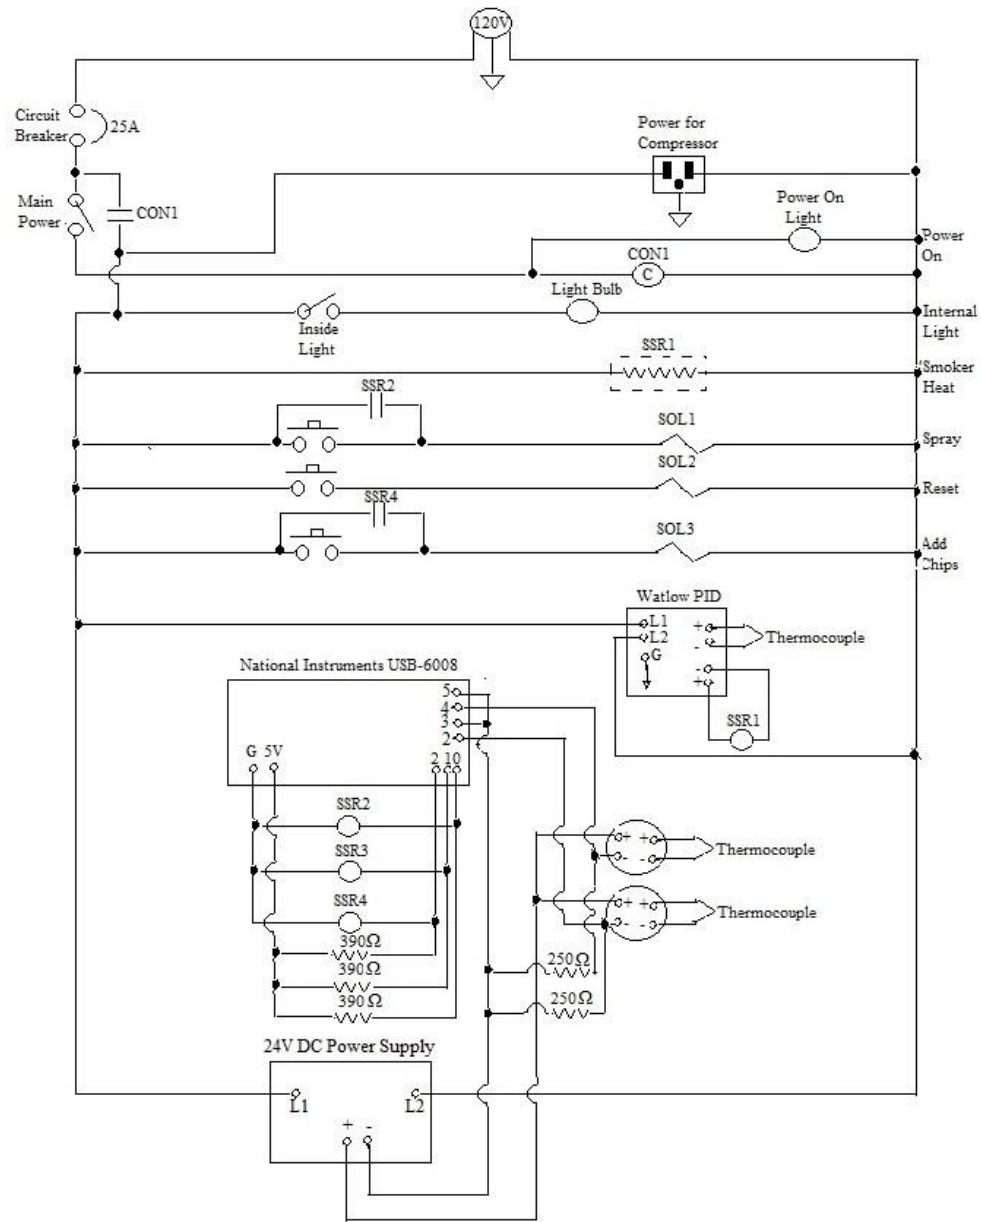 120V
Circuit
Breaker
25A
Power for
Compressor
Main
Power
CON1
Power On
Light
Power
On
CON1
C
Light Bulb
Internal
Light
Inside
Light
SSR1
Smoker
Heat
SSR2
SOL1
Spray
SOL2
Reset
SSR4
SOL3
Add
Chips
Watlow PID
L1
L2
G
+
-
-
+
Thermocouple
SSR1
National Instruments USB-6008
5
4
3
2
G 5V
2 10
SSR2
SSR3
SSR4
390Ω
390Ω
390Ω
+ +
- -
Thermocouple
+ +
- -
Thermocouple
250Ω
250Ω
24V DC Power Supply
L1
L2
+ -